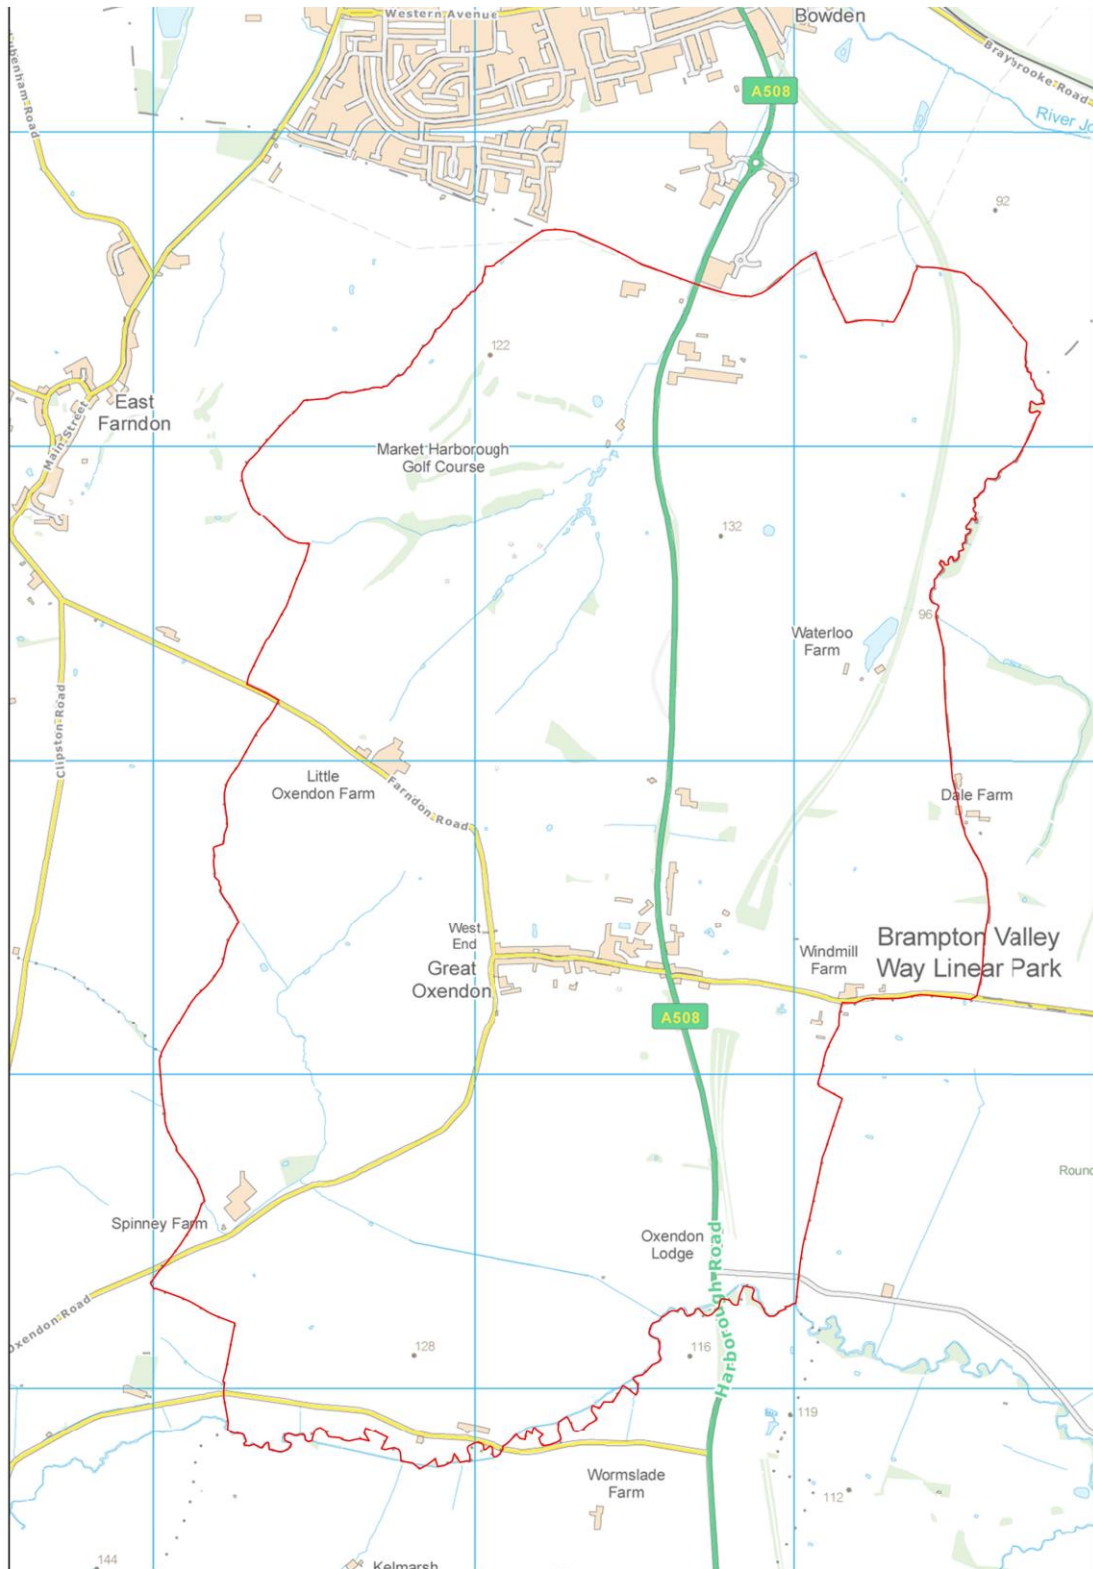 Western Avenue
Bowden
Braybrooke Road
A508
River Jo
ubenham Road
92
122
East
Farndon
Main Street
Market Harborough
Golf Course
132
96
Waterloo
Farm
Clipston Road
Little
Oxendon Farm
Farndon Road
Dale Farm
West
End
Great
Oxendon
Windmill
Farm
Brampton Valley
Way Linear Park
A508
Round
Spinney Farm
Oxendon
Lodge
Harborough Road
Oxendon Road
128
116
119
Wormslade
Farm
112
144
Kelmarsh